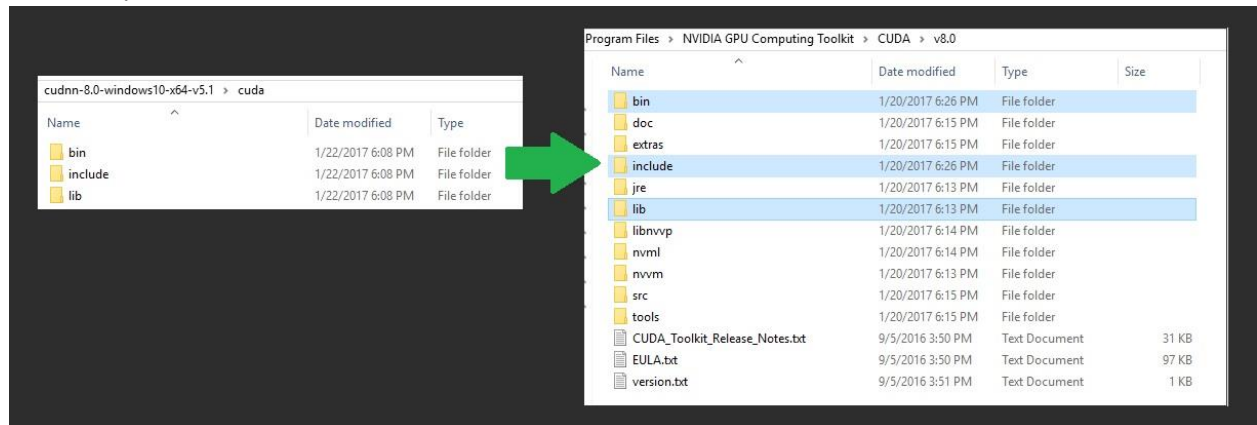 cudnn-8.0-windows10-x64-v5.1 > cuda
Name Date modified Type
bin 1/22/2017 6:08 PM File folder
include 1/22/2017 6:08 PM File folder
lib 1/22/2017 6:08 PM File folder
Program Files > NVIDIA GPU Computing Toolkit > CUDA > v8.0
Name Date modified Type Size
bin 1/20/2017 6:26 PM File folder
doc 1/20/2017 6:15 PM File folder
extras 1/20/2017 6:15 PM File folder
include 1/20/2017 6:26 PM File folder
jre 1/20/2017 6:13 PM File folder
lib 1/20/2017 6:13 PM File folder
libnvvp 1/20/2017 6:14 PM File folder
nvml 1/20/2017 6:14 PM File folder
nvvm 1/20/2017 6:13 PM File folder
src 1/20/2017 6:15 PM File folder
tools 1/20/2017 6:15 PM File folder
CUDA_Toolkit_Release_Notes.txt 9/5/2016 3:50 PM Text Document 31 KB
EULA.txt 9/5/2016 3:50 PM Text Document 97 KB
version.txt 9/5/2016 3:51 PM Text Document 1 KB